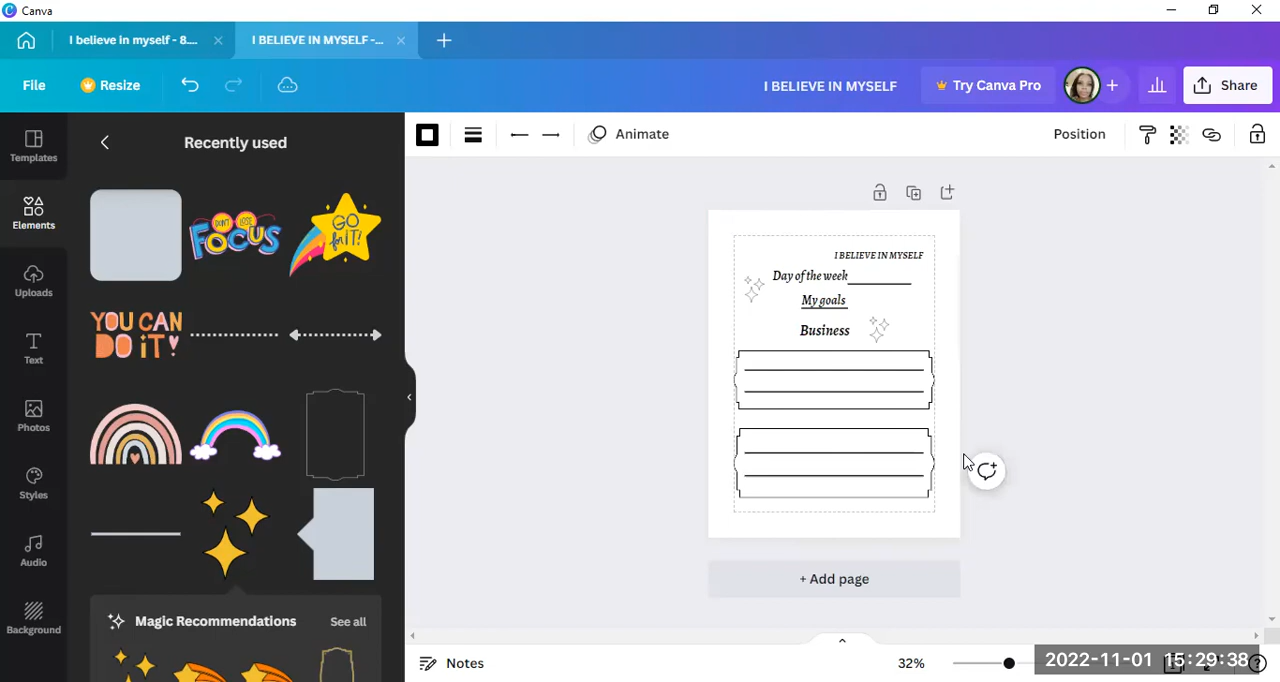 Canva
I believe in myself - 8....
I BELIEVE IN MYSELF -...
File
Resize
I BELIEVE IN MYSELF
Try Canva Pro
Share
Templates
Elements
Uploads
Text
Photos
Styles
Audio
Background
Recently used
DON'T LOSE
FOCUS
GO
for IT!
YOU CAN
DO iT!
Magic Recommendations
See all
Animate
Position
I BELIEVE IN MYSELF
Day of the week
My goals
Business
+ Add page
Notes
32%
2022-11-01 15:29:38